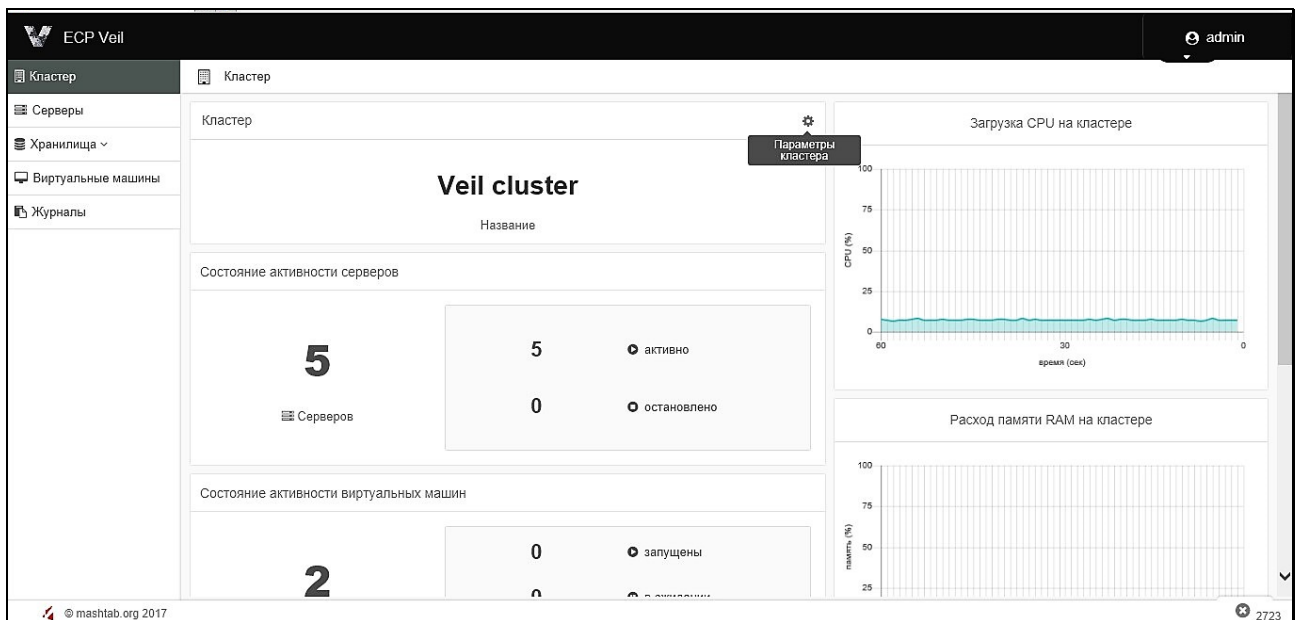 ECP Veil
admin
Кластер
Серверы
Хранилища
Виртуальные машины
Журналы
Кластер
Кластер
Параметры
кластера
Veil cluster
Название
Состояние активности серверов
5
Серверов
5 активно
0 остановлено
Состояние активности виртуальных машин
2
0 запущены
0
Загрузка CPU на кластере
100
75
50
25
0
CPU (%)
60 30 0
время (сек)
Расход памяти RAM на кластере
100
75
50
25
память (%)
© mashtab.org 2017
2723